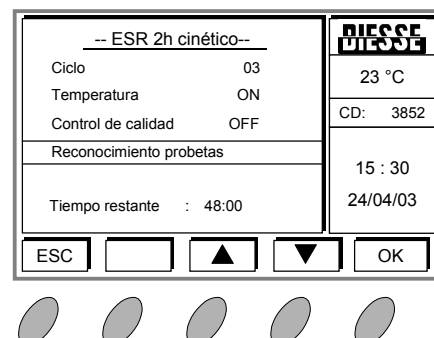 -- ESR 2h cinético--
Ciclo 03
Temperatura ON
Control de calidad OFF
Reconocimiento probetas
Tiempo restante : 48:00
DIESSE
23 °C
CD: 3852
15 : 30
24/04/03
ESC ▲ ▼ OK